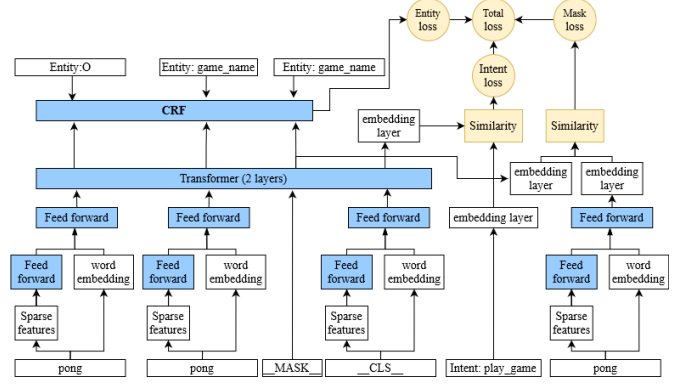 Entity
loss
Total
loss
Mask
loss
Intent
loss
Entity:O
Entity: game_name
Entity: game_name
CRF
embedding
layer
Similarity
Similarity
Transformer (2 layers)
embedding
layer
embedding
layer
Feed forward
Feed forward
Feed forward
embedding layer
Feed forward
Feed
forward
word
embedding
Feed
forward
word
embedding
Feed
forward
word
embedding
Feed
forward
word
embedding
Sparse
features
Sparse
features
Sparse
features
Sparse
features
pong
pong
__MASK__
__CLS__
Intent: play_game
pong